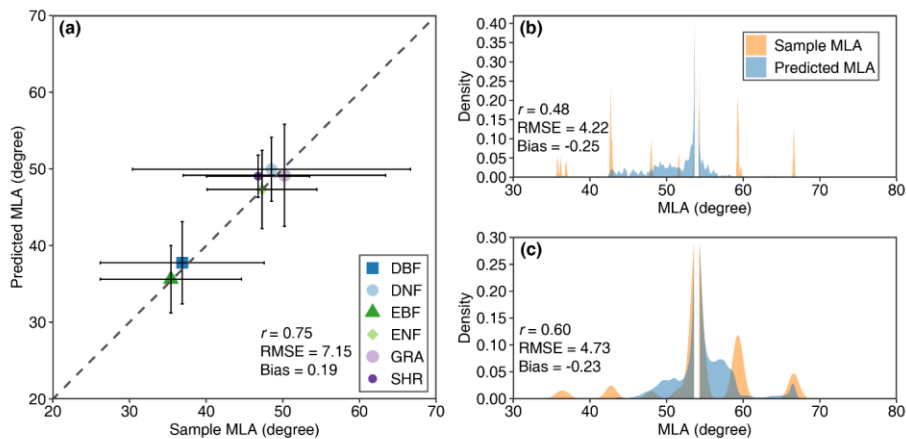 (a)
70
60
50
40
30
20
20
30
40
50
60
70
Predicted MLA (degree)
Sample MLA (degree)
DBF
DNF
EBF
ENF
GRA
SHR
r = 0.75
RMSE = 7.15
Bias = 0.19
(b)
0.40
0.35
0.30
0.25
0.20
0.15
0.10
0.05
0.00
30
40
50
60
70
80
Density
MLA (degree)
Sample MLA
Predicted MLA
r = 0.48
RMSE = 4.22
Bias = -0.25
(c)
0.30
0.25
0.20
0.15
0.10
0.05
0.00
30
40
50
60
70
80
Density
MLA (degree)
r = 0.60
RMSE = 4.73
Bias = -0.23